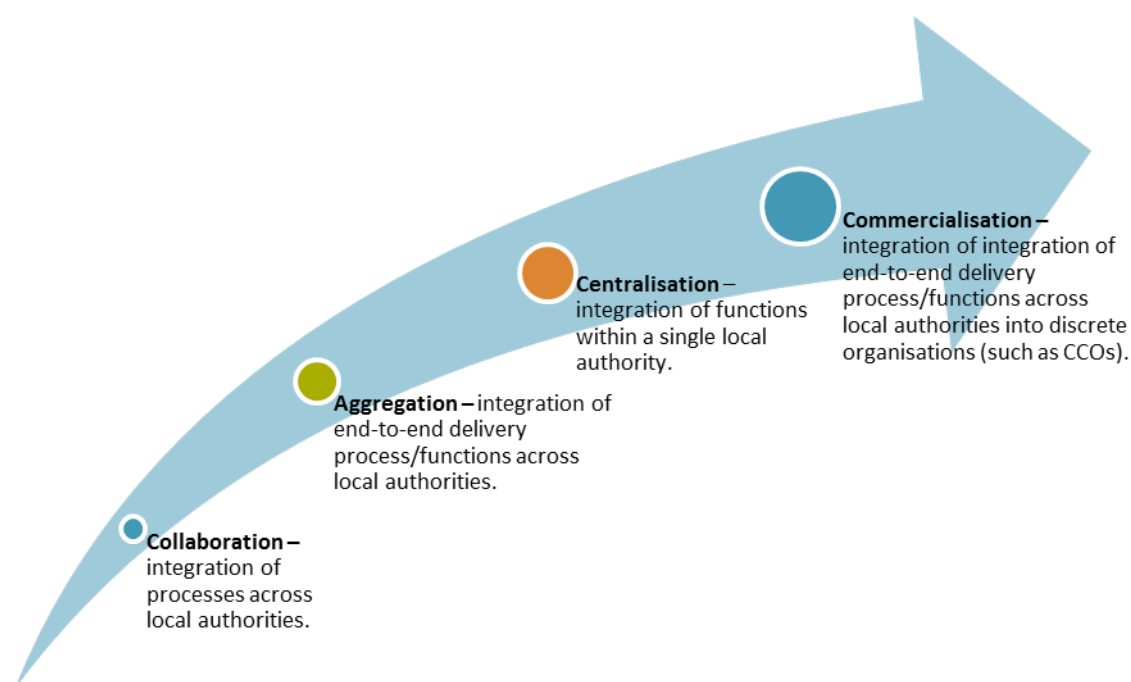 Commercialisation –
integration of integration of
end-to-end delivery
process/functions across
local authorities into discrete
organisations (such as CCOs).
Centralisation –
integration of functions
within a single local
authority.
Aggregation – integration of
end-to-end delivery
process/functions across
local authorities.
Collaboration –
integration of
processes across
local authorities.